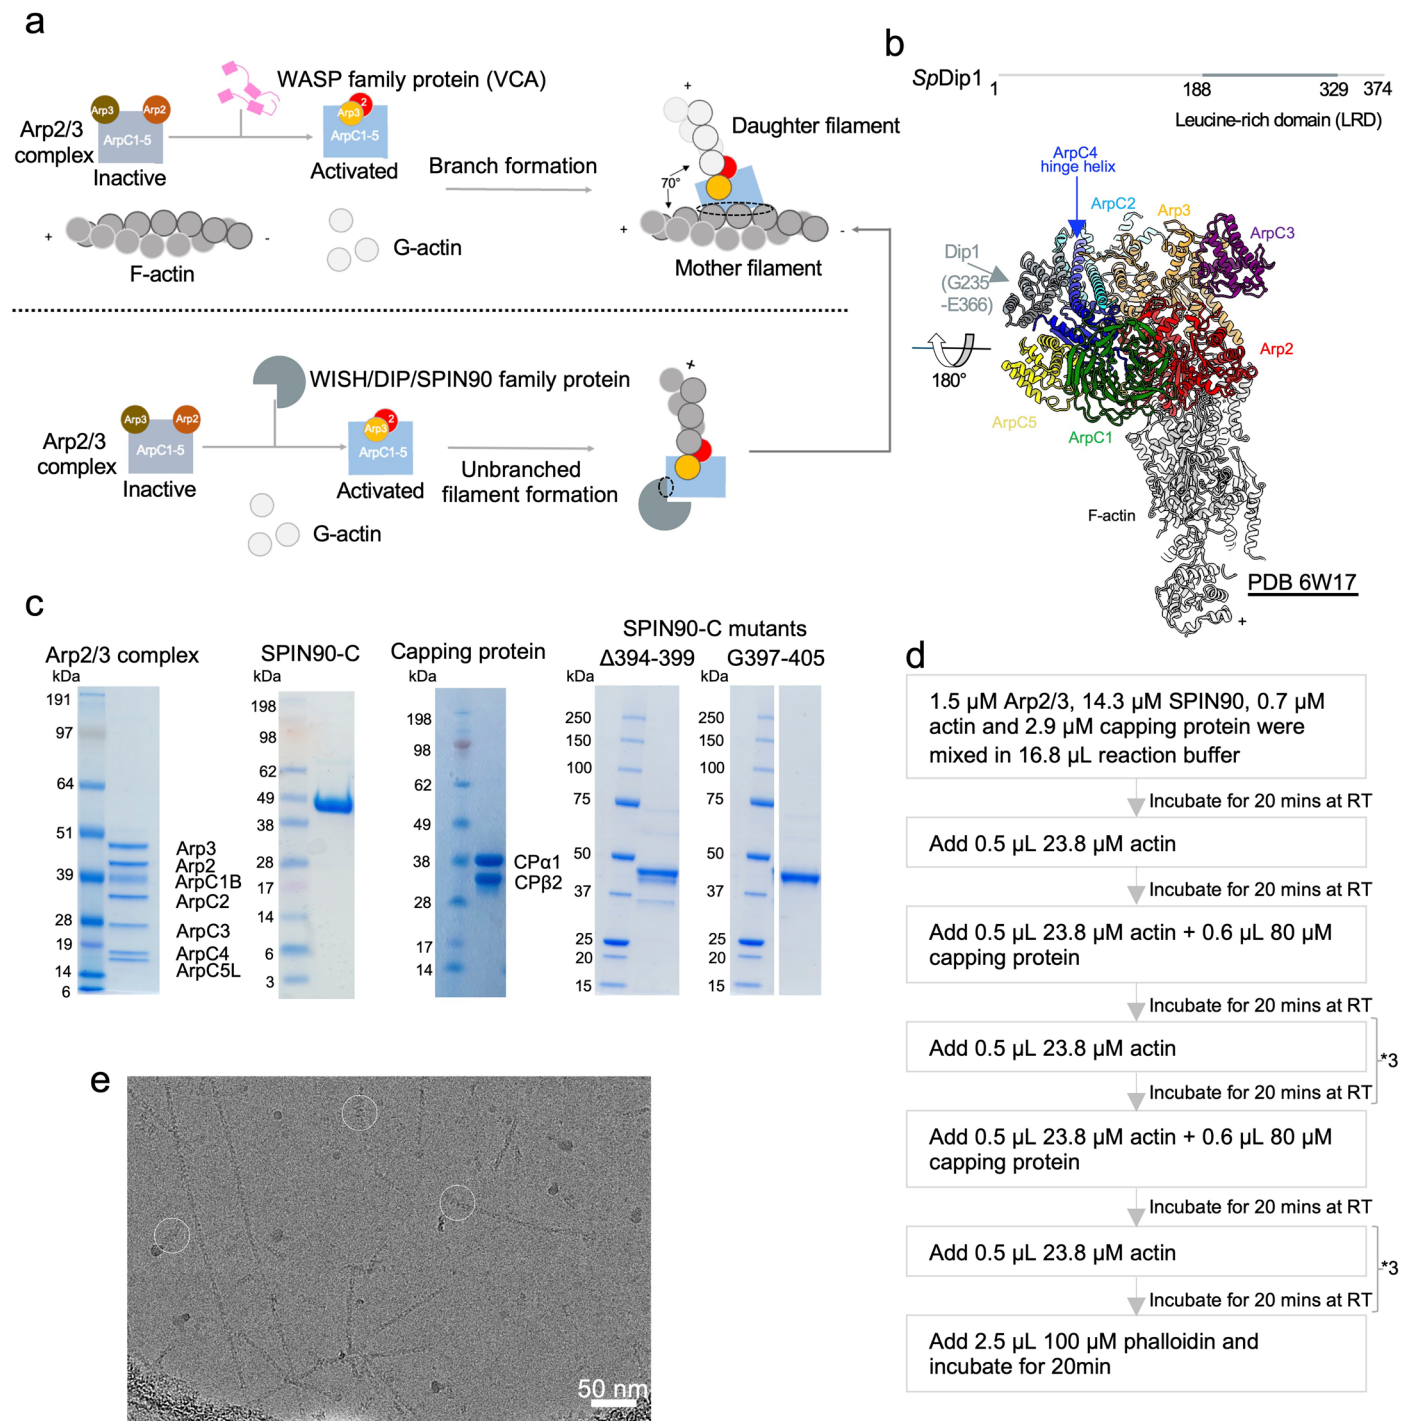 a
WASP family protein (VCA)
Arp3
Arp2
ArpC1-5
Arp2/3
complex
Inactive
2
Arp3
ArpC1-5
Activated
Branch formation
+
Daughter filament
70°
+
-
Mother filament
+
-
F-actin
G-actin
WISH/DIP/SPIN90 family protein
Arp3
Arp2
ArpC1-5
Arp2/3
complex
Inactive
2
Arp3
ArpC1-5
Activated
Unbranched
filament formation
+
G-actin
b
SpDip1
1
188
329
374
Leucine-rich domain (LRD)
ArpC4
hinge helix
ArpC2
Arp3
ArpC3
Dip1
(G235
-E366)
180°
Arp2
ArpC5
ArpC1
F-actin
PDB 6W17
+
c
Arp2/3 complex
kDa
191
97
64
51
39
28
19
14
6
Arp3
Arp2
ArpC1B
ArpC2
ArpC3
ArpC4
ArpC5L
SPIN90-C
kDa
198
98
62
49
38
28
17
14
6
3
Capping protein
kDa
198
98
62
49
38
28
17
14
CPα1
CPβ2
SPIN90-C mutants
Δ394-399
G397-405
kDa
250
150
100
75
50
37
25
20
15
kDa
250
150
100
75
50
37
25
20
15
d
1.5 µM Arp2/3, 14.3 µM SPIN90, 0.7 µM
actin and 2.9 µM capping protein were
mixed in 16.8 µL reaction buffer
Incubate for 20 mins at RT
Add 0.5 µL 23.8 µM actin
Incubate for 20 mins at RT
Add 0.5 µL 23.8 µM actin + 0.6 µL 80 µM
capping protein
Incubate for 20 mins at RT
Add 0.5 µL 23.8 µM actin
*3
Incubate for 20 mins at RT
Add 0.5 µL 23.8 µM actin + 0.6 µL 80 µM
capping protein
Incubate for 20 mins at RT
Add 0.5 µL 23.8 µM actin
*3
Incubate for 20 mins at RT
Add 2.5 µL 100 µM phalloidin and
incubate for 20min
e
50 nm